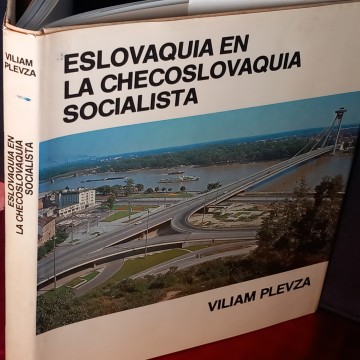 ESLOVAQUIA EN
LA CHECOSLOVAQUIA
SOCIALISTA
VILIAM PLEVZA
VILIAM
PLEVZA
ESLOVAQUIA EN
LA CHECOSLOVAQUIA
SOCIALISTA